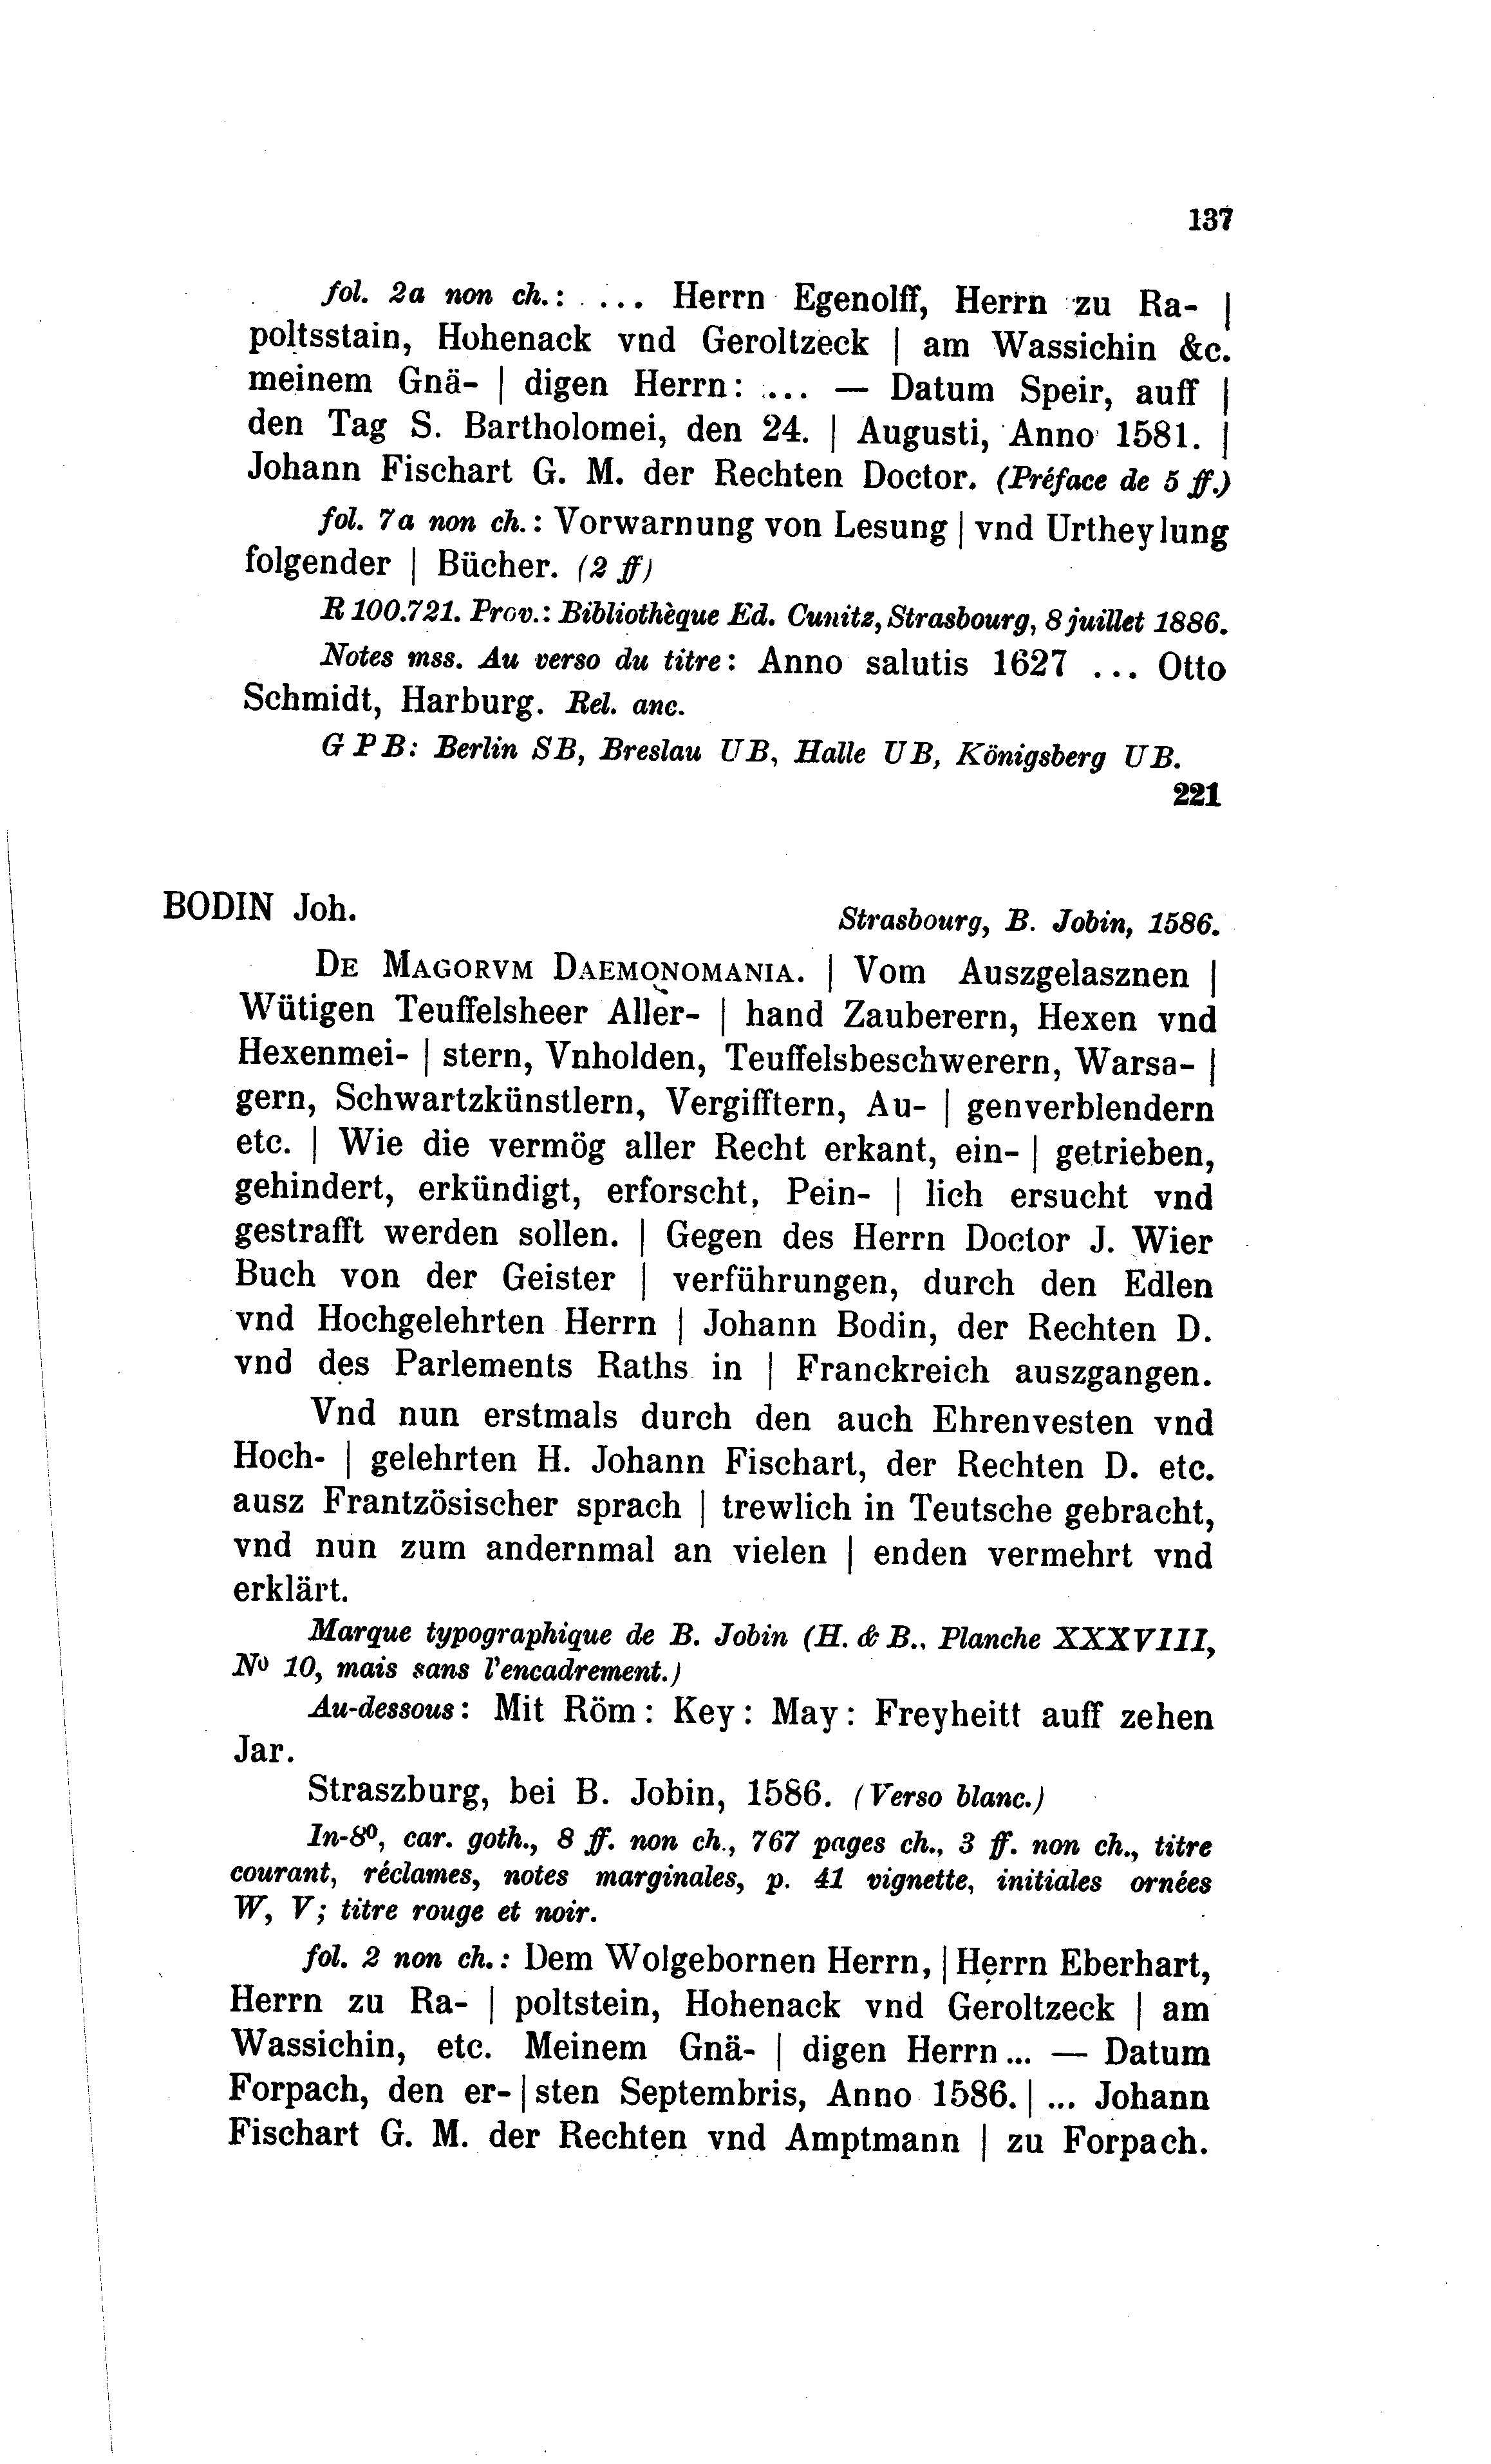 137
fol. 2a non ch.: ... Herrn Egenolff, Herrn zu Ra- |
poltsstain, Hohenack vnd Geroltzeck | am Wassichin &c.
meinem Gnä- | digen Herrn: ... — Datum Speir, auff |
den Tag S. Bartholomei, den 24. | Augusti, Anno 1581. |
Johann Fischart G. M. der Rechten Doctor. (Préface de 5 ff.)
fol. 7a non ch.: Vorwarnung von Lesung | vnd Urtheylung
folgender | Bücher. (2 ff)
R 100.721. Prov.: Bibliothèque Ed. Cunitz, Strasbourg, 8 juillet 1886.
Notes mss. Au verso du titre: Anno salutis 1627 ... Otto
Schmidt, Harburg. Rel. anc.
G P B: Berlin SB, Breslau UB, Halle UB, Königsberg UB.
221
BODIN Joh.
Strasbourg, B. Jobin, 1586.
DE MAGORVM DAEMONOMANIA. | Vom Auszgelasznen |
Wütigen Teuffelsheer Aller- | hand Zauberern, Hexen vnd
Hexenmei- | stern, Vnholden, Teuffelsbeschwerern, Warsa- |
gern, Schwartzkünstlern, Vergifftern, Au- | genverblendern
etc. | Wie die vermög aller Recht erkant, ein- | getrieben,
gehindert, erkündigt, erforscht, Pein- | lich ersucht vnd
gestrafft werden sollen. | Gegen des Herrn Doctor J. Wier
Buch von der Geister | verführungen, durch den Edlen
vnd Hochgelehrten Herrn | Johann Bodin, der Rechten D.
vnd des Parlements Raths in | Franckreich auszgangen.
Vnd nun erstmals durch den auch Ehrenvesten vnd
Hoch- | gelehrten H. Johann Fischart, der Rechten D. etc.
ausz Frantzösischer sprach | trewlich in Teutsche gebracht,
vnd nun zum andernmal an vielen | enden vermehrt vnd
erklärt.
Marque typographique de B. Jobin (H. & B., Planche XXXVIII,
No 10, mais sans l'encadrement.)
Au-dessous: Mit Röm: Key: May: Freyheitt auff zehen
Jar.
Straszburg, bei B. Jobin, 1586. (Verso blanc.)
In-8º, car. goth., 8 ff. non ch., 767 pages ch., 3 ff. non ch., titre
courant, réclames, notes marginales, p. 41 vignette, initiales ornées
W, V; titre rouge et noir.
fol. 2 non ch.: Dem Wolgebornen Herrn, | Herrn Eberhart,
Herrn zu Ra- | poltstein, Hohenack vnd Geroltzeck | am
Wassichin, etc. Meinem Gnä- | digen Herrn ... — Datum
Forpach, den er- | sten Septembris, Anno 1586. | ... Johann
Fischart G. M. der Rechten vnd Amptmann | zu Forpach.